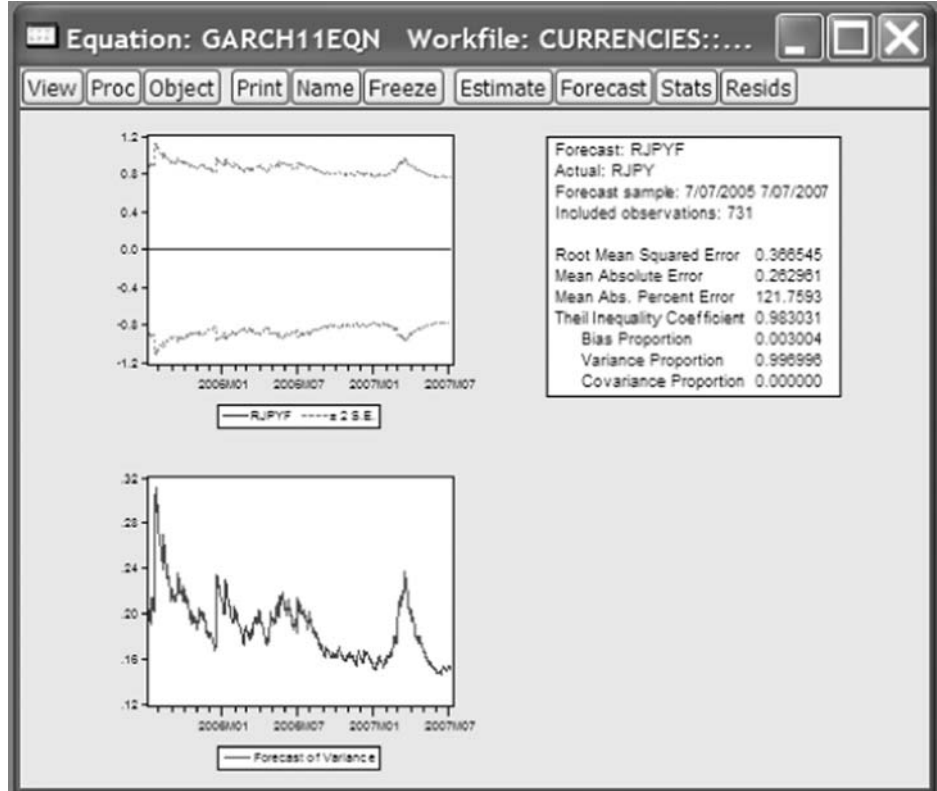 Equation: GARCH11EQN Workfile: CURRENCIES::...
View Proc Object Print Name Freeze Estimate Forecast Stats Resids
1.2
0.8
0.4
0.0
-0.4
-0.8
-1.2
2006M01 2006M07 2007M01 2007M07
RJPYF ± 2 S.E.
Forecast: RJPYF
Actual: RJPY
Forecast sample: 7/07/2005 7/07/2007
Included observations: 731
Root Mean Squared Error 0.366545
Mean Absolute Error 0.262961
Mean Abs. Percent Error 121.7593
Theil Inequality Coefficient 0.983031
Bias Proportion 0.003004
Variance Proportion 0.996996
Covariance Proportion 0.000000
.32
.28
.24
.20
.16
.12
2006M01 2006M07 2007M01 2007M07
Forecast of Variance